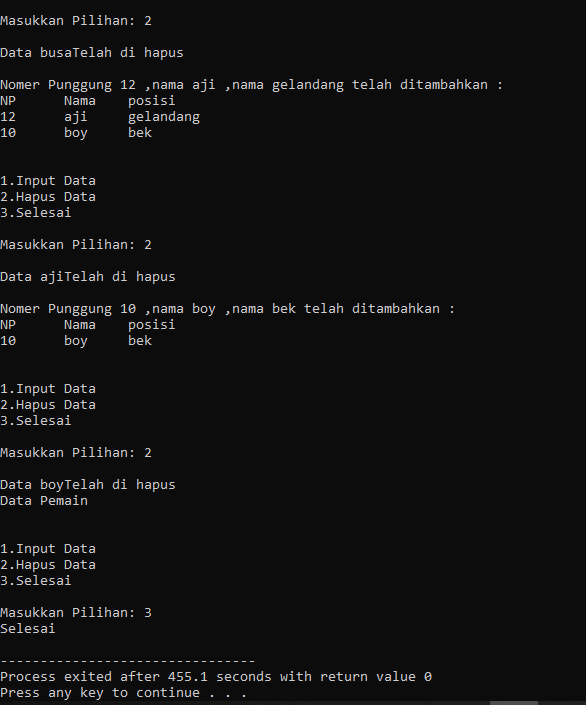 Masukkan Pilihan: 2
Data busaTelah di hapus
Nomer Punggung 12 ,nama aji ,nama gelandang telah ditambahkan :
NP Nama posisi
12 aji gelandang
10 boy bek
1.Input Data
2.Hapus Data
3.Selesai
Masukkan Pilihan: 2
Data ajiTelah di hapus
Nomer Punggung 10 ,nama boy ,nama bek telah ditambahkan :
NP Nama posisi
10 boy bek
1.Input Data
2.Hapus Data
3.Selesai
Masukkan Pilihan: 2
Data boyTelah di hapus
Data Pemain
1.Input Data
2.Hapus Data
3.Selesai
Masukkan Pilihan: 3
Selesai
--------------------------------
Process exited after 455.1 seconds with return value 0
Press any key to continue . . .